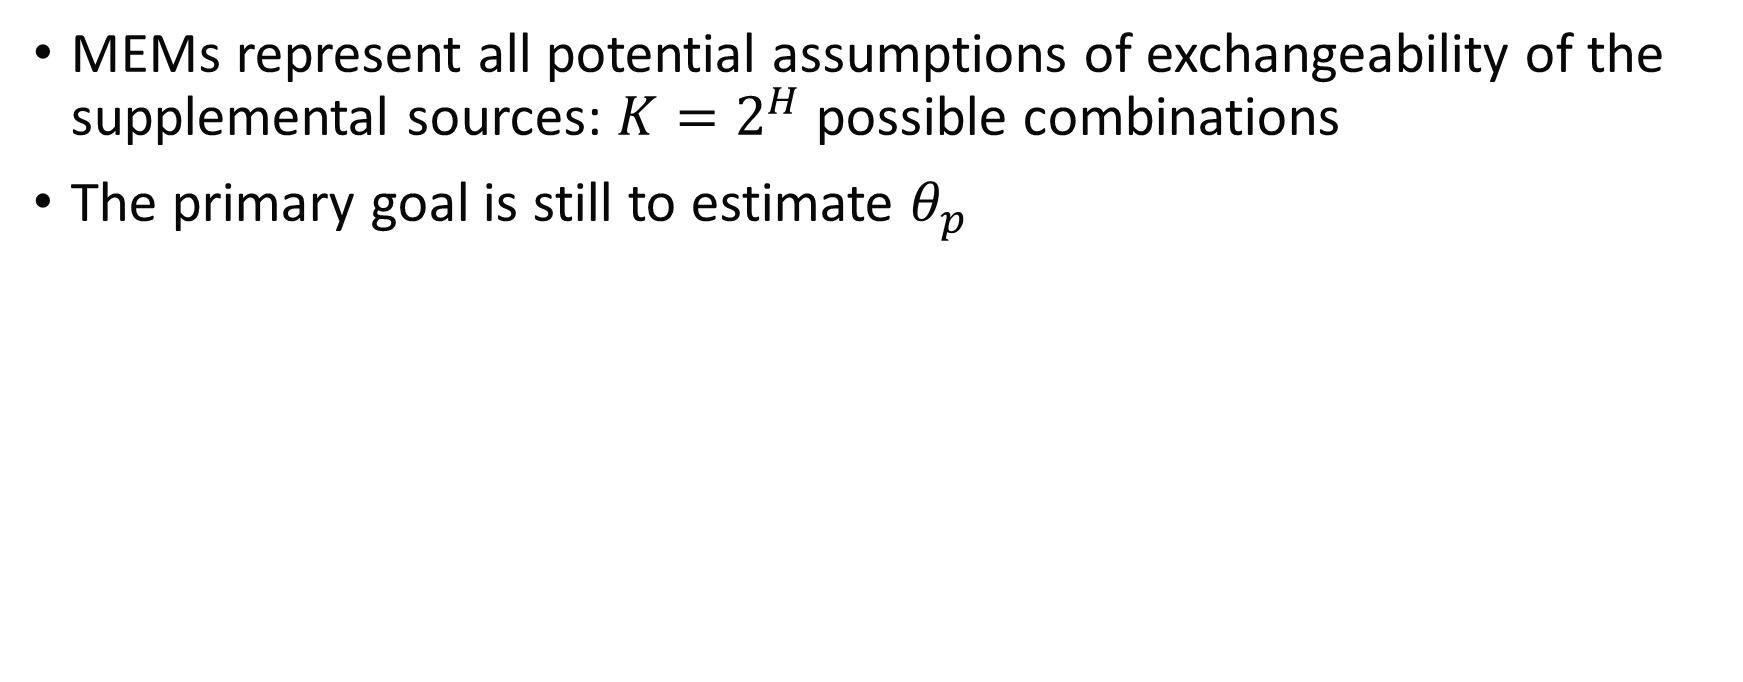 • MEMs represent all potential assumptions of exchangeability of the
supplemental sources: K = 2^H possible combinations
• The primary goal is still to estimate θ_p